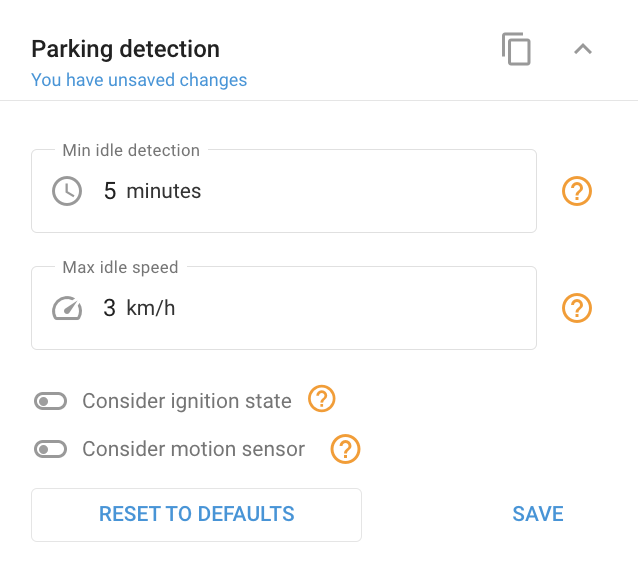 Parking detection
You have unsaved changes
Min idle detection
5 minutes
Max idle speed
3 km/h
Consider ignition state
Consider motion sensor
RESET TO DEFAULTS
SAVE